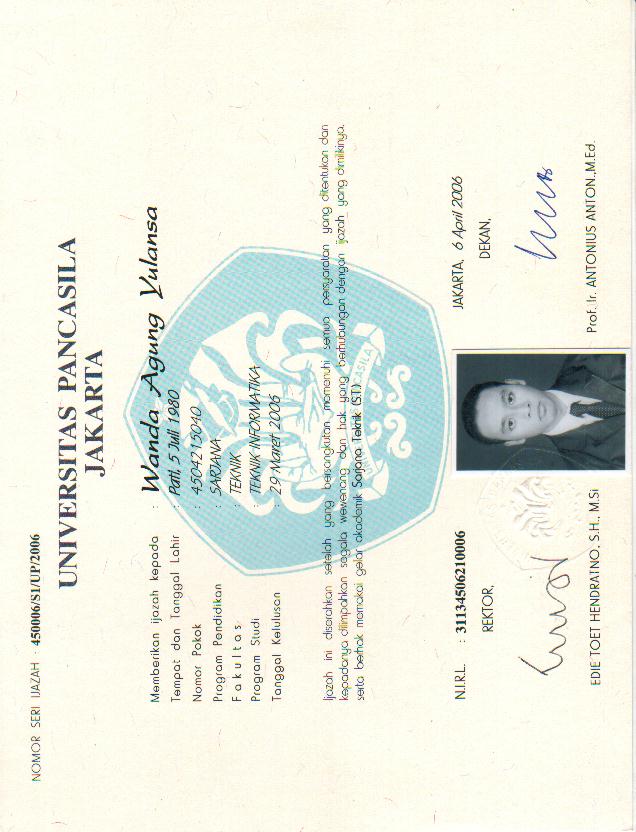 NOMOR SERI IJAZAH : 450006/S1/UP/2006
UNIVERSITAS PANCASILA
JAKARTA
Memberikan ijazah kepada : Wanda Agung Yulansa
Tempat dan Tanggal Lahir : Pati, 5 Juli 1980
Nomor Pokok : 4504215040
Program Pendidikan : SARJANA
Fakultas : TEKNIK
Program Studi : TEKNIK INFORMATIKA
Tanggal Kelulusan : 29 Maret 2006
Ijazah ini diserahkan setelah yang bersangkutan memenuhi semua persyaratan yang ditentukan dan
kepadanya dilimpahkan segala wewenang dan hak yang berhubungan dengan ijazah yang dimilikinya,
serta berhak memakai gelar akademik Sarjana Teknik (S.T.)
UNIVERSITAS PANCASILA
N.I.R.L. : 31134506210006
JAKARTA, 6 April 2006
REKTOR,
DEKAN,
EDIE TOET HENDRATNO, S.H., M.Si
Prof. Ir. ANTONIUS ANTON.,M.Ed.